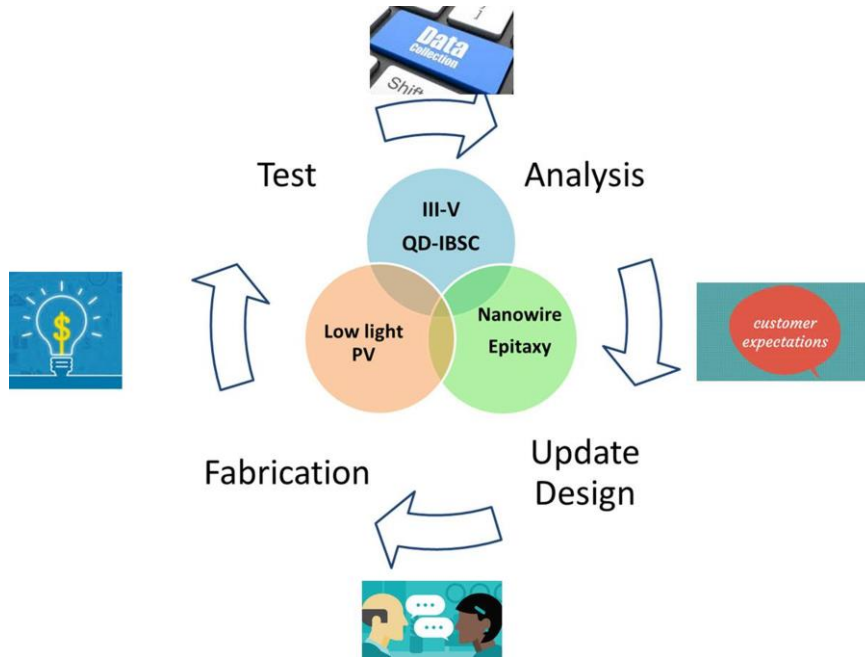 j
Data
Collection
Shift
Test
Analysis
III-V
QD-IBSC
$
Low light
PV
Nanowire
Epitaxy
customer
expectations
Fabrication
Update
Design